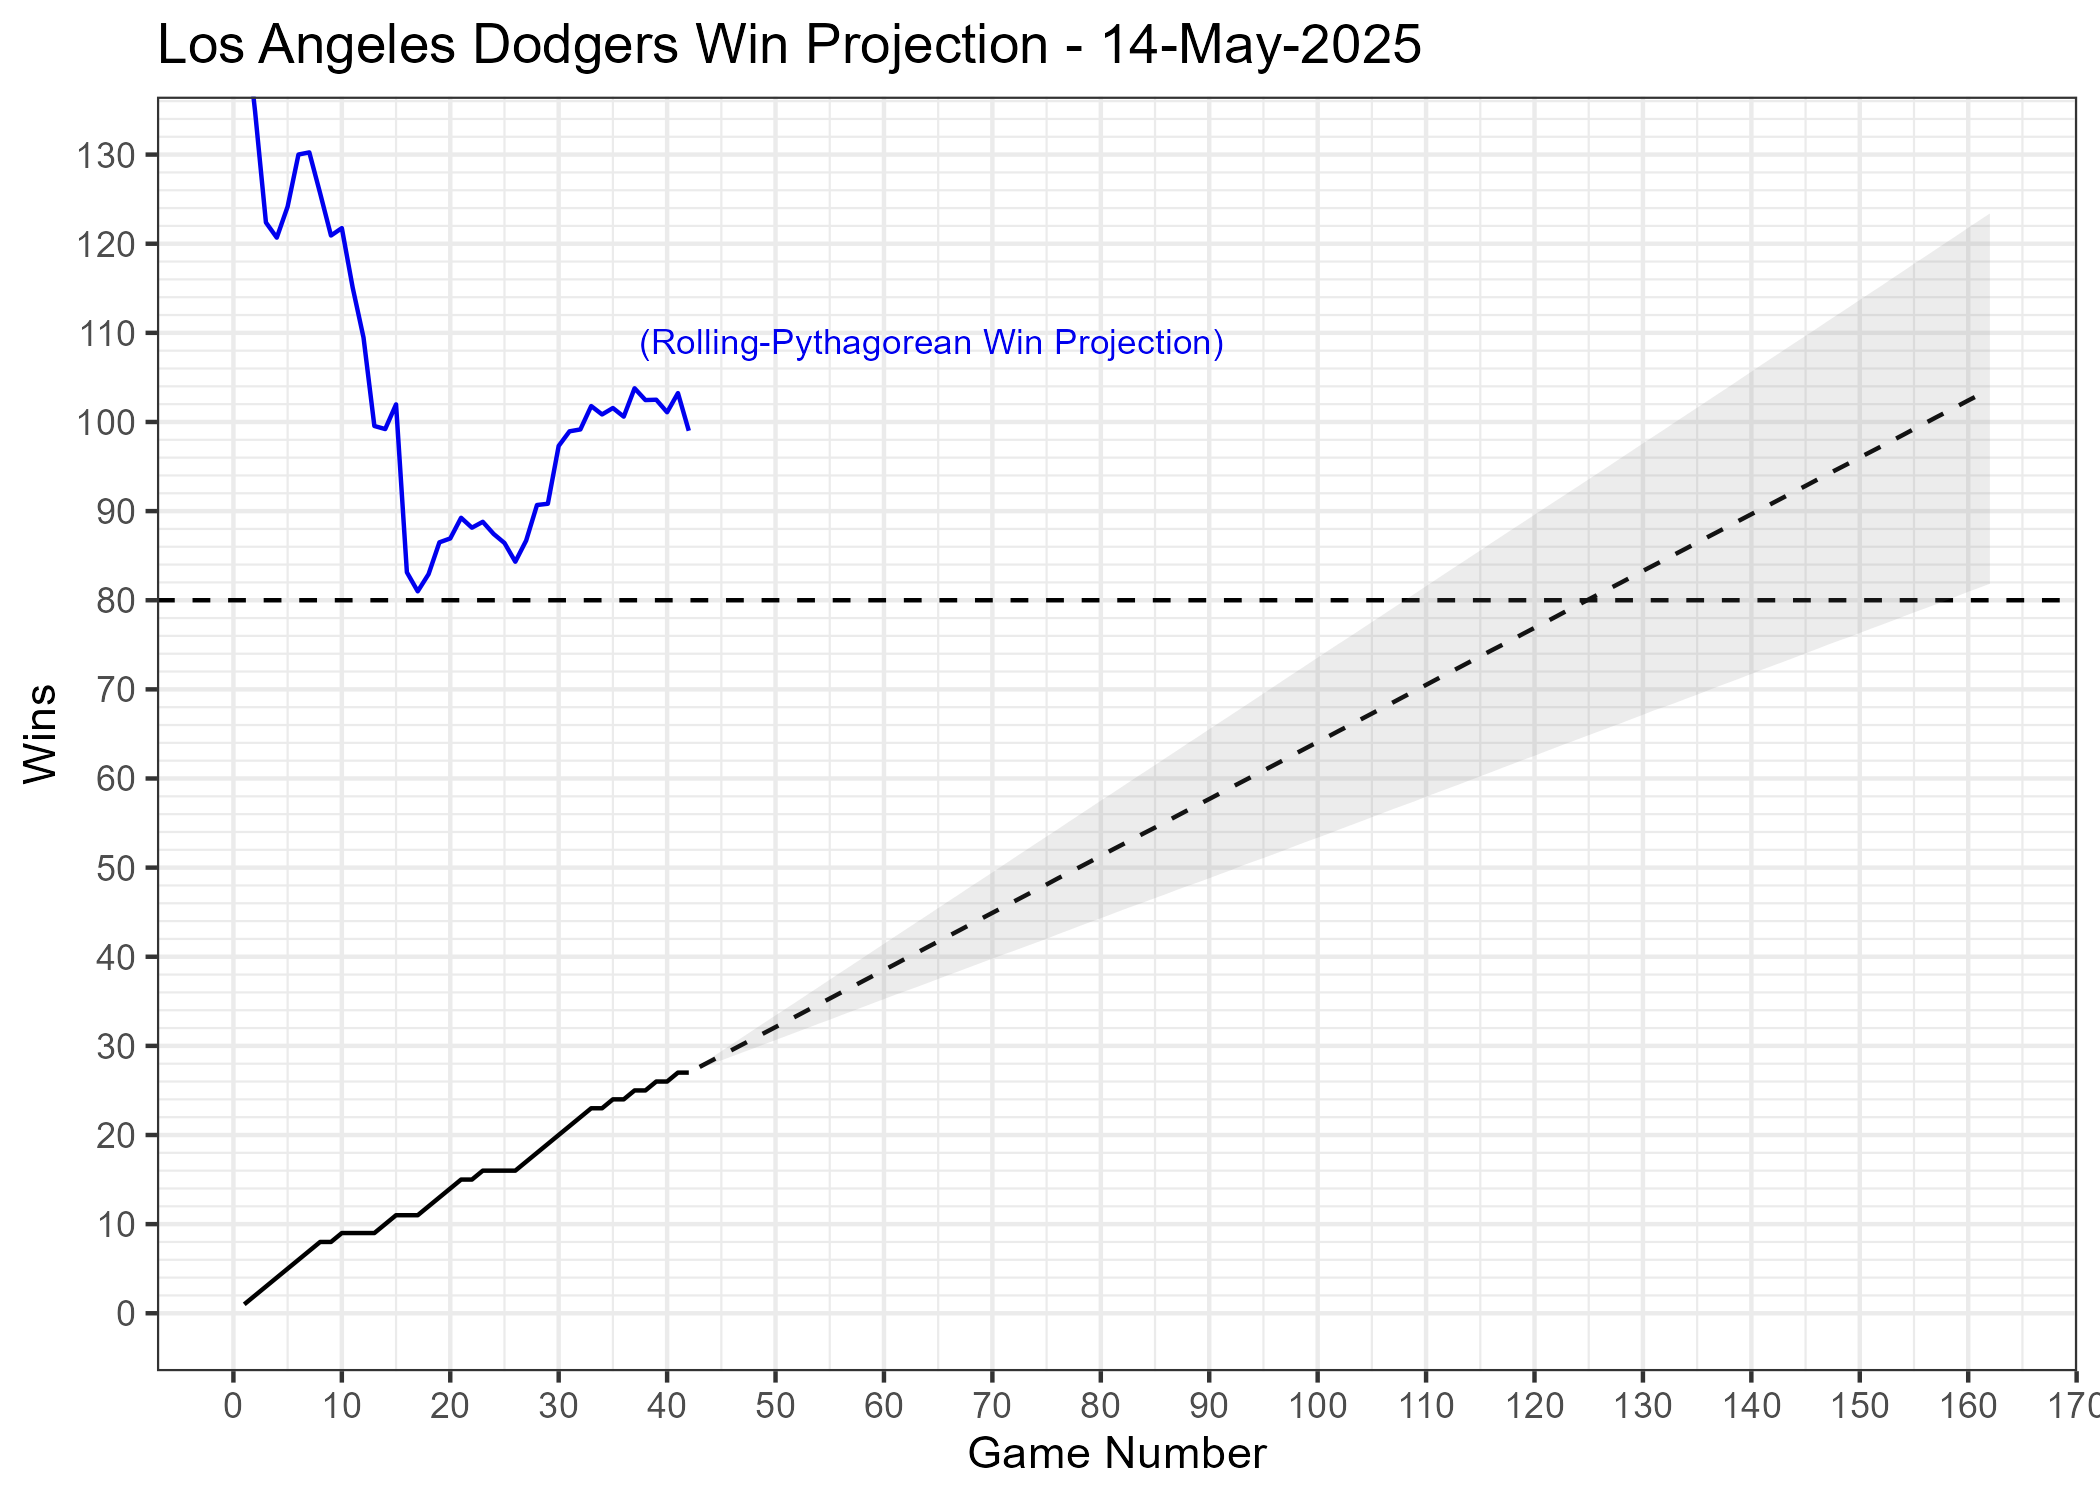 Los Angeles Dodgers Win Projection - 14-May-2025
130
120
110
(Rolling-Pythagorean Win Projection)
100
90
80
70
60
50
40
30
20
10
0
Wins
0 10 20 30 40 50 60 70 80 90 100 110 120 130 140 150 160 170
Game Number